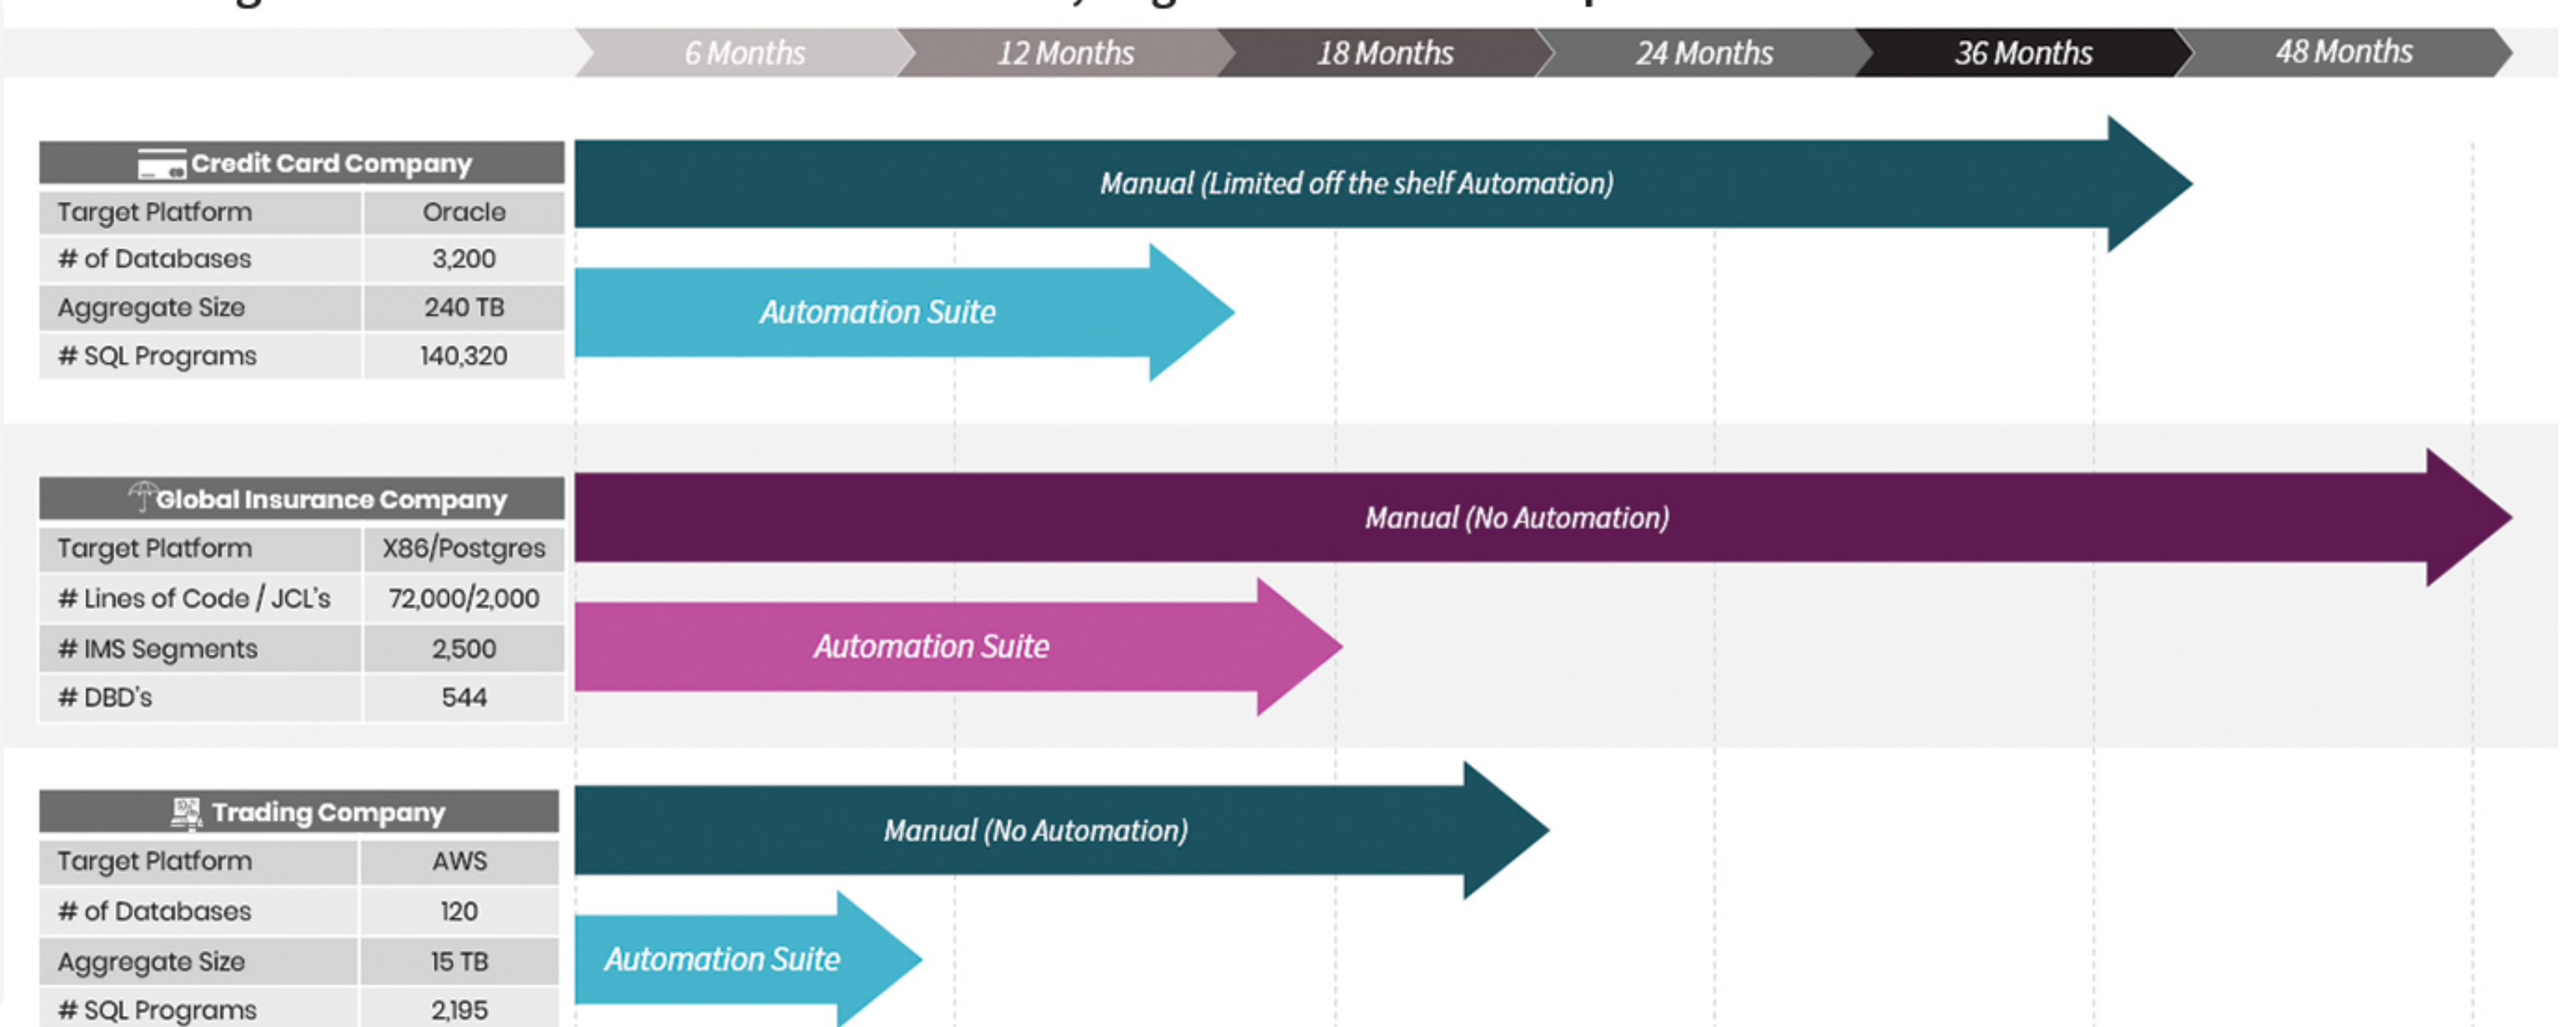 6 Months 12 Months 18 Months 24 Months 36 Months 48 Months
Credit Card Company
Target Platform Oracle
# of Databases 3,200
Aggregate Size 240 TB
# SQL Programs 140,320
Manual (Limited off the shelf Automation)
Automation Suite
Global Insurance Company
Target Platform X86/Postgres
# Lines of Code / JCL's 72,000/2,000
# IMS Segments 2,500
# DBD's 544
Manual (No Automation)
Automation Suite
Trading Company
Target Platform AWS
# of Databases 120
Aggregate Size 15 TB
# SQL Programs 2,195
Manual (No Automation)
Automation Suite